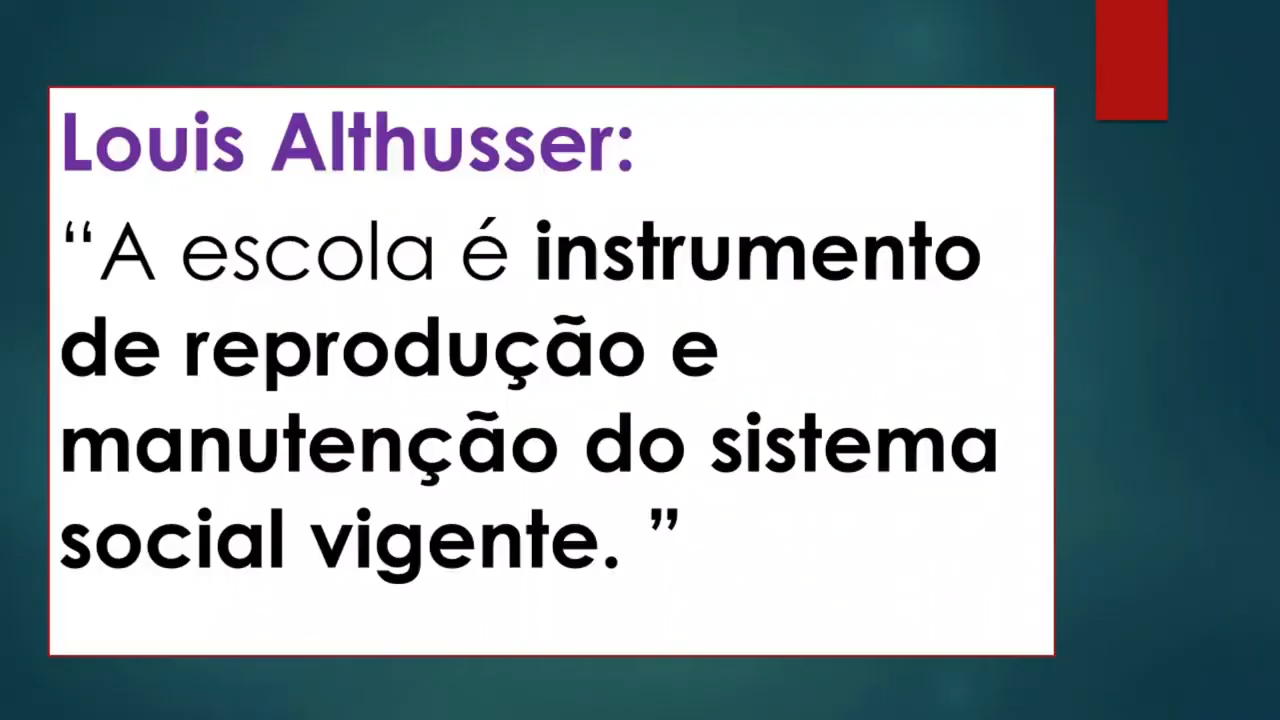 Louis Althusser:
“A escola é instrumento
de reprodução e
manutenção do sistema
social vigente. ”